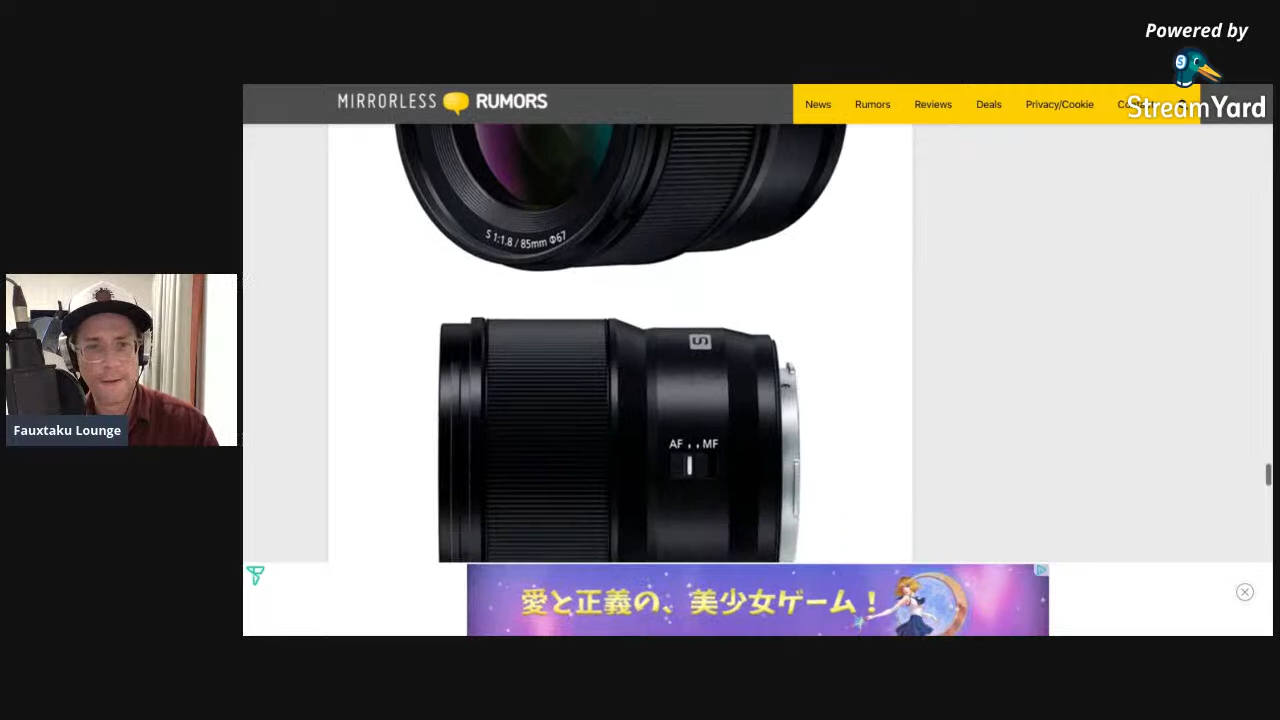 Powered by
StreamYard
MIRRORLESS RUMORS
News Rumors Reviews Deals Privacy/Cookie
S 1:1.8 / 85mm Φ67
S
AF MF
Fauxtaku Lounge
愛と正義の、美少女ゲーム！